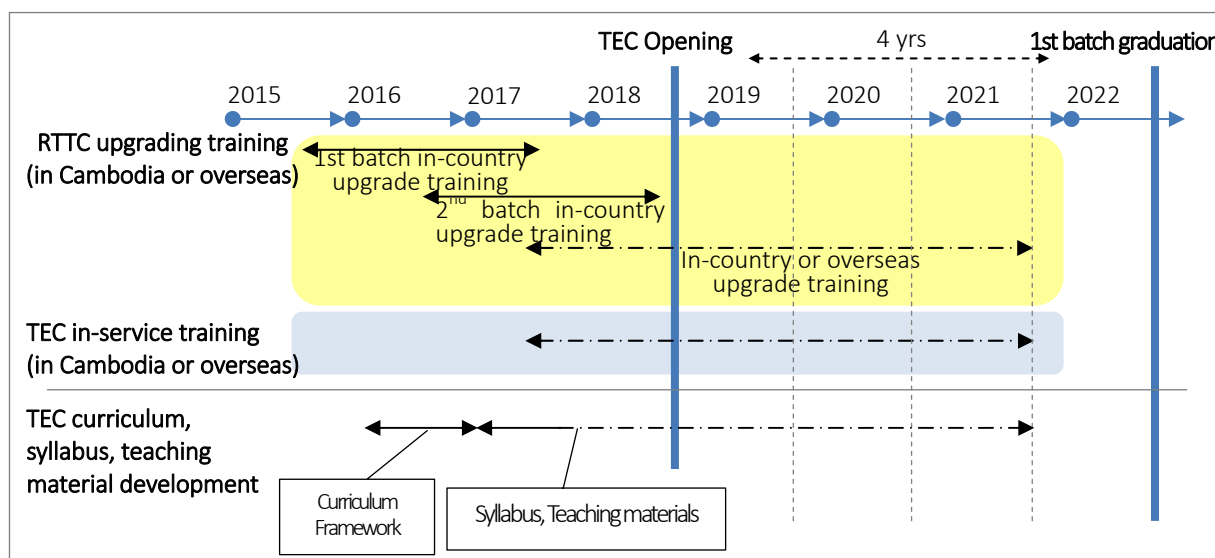 TEC Opening
4 yrs
1st batch graduation
2015
2016
2017
2018
2019
2020
2021
2022
RTTC upgrading training
(in Cambodia or overseas)
1st batch in-country
upgrade training
2nd batch in-country
upgrade training
In-country or overseas
upgrade training
TEC in-service training
(in Cambodia or overseas)
TEC curriculum,
syllabus, teaching
material development
Curriculum
Framework
Syllabus, Teaching materials